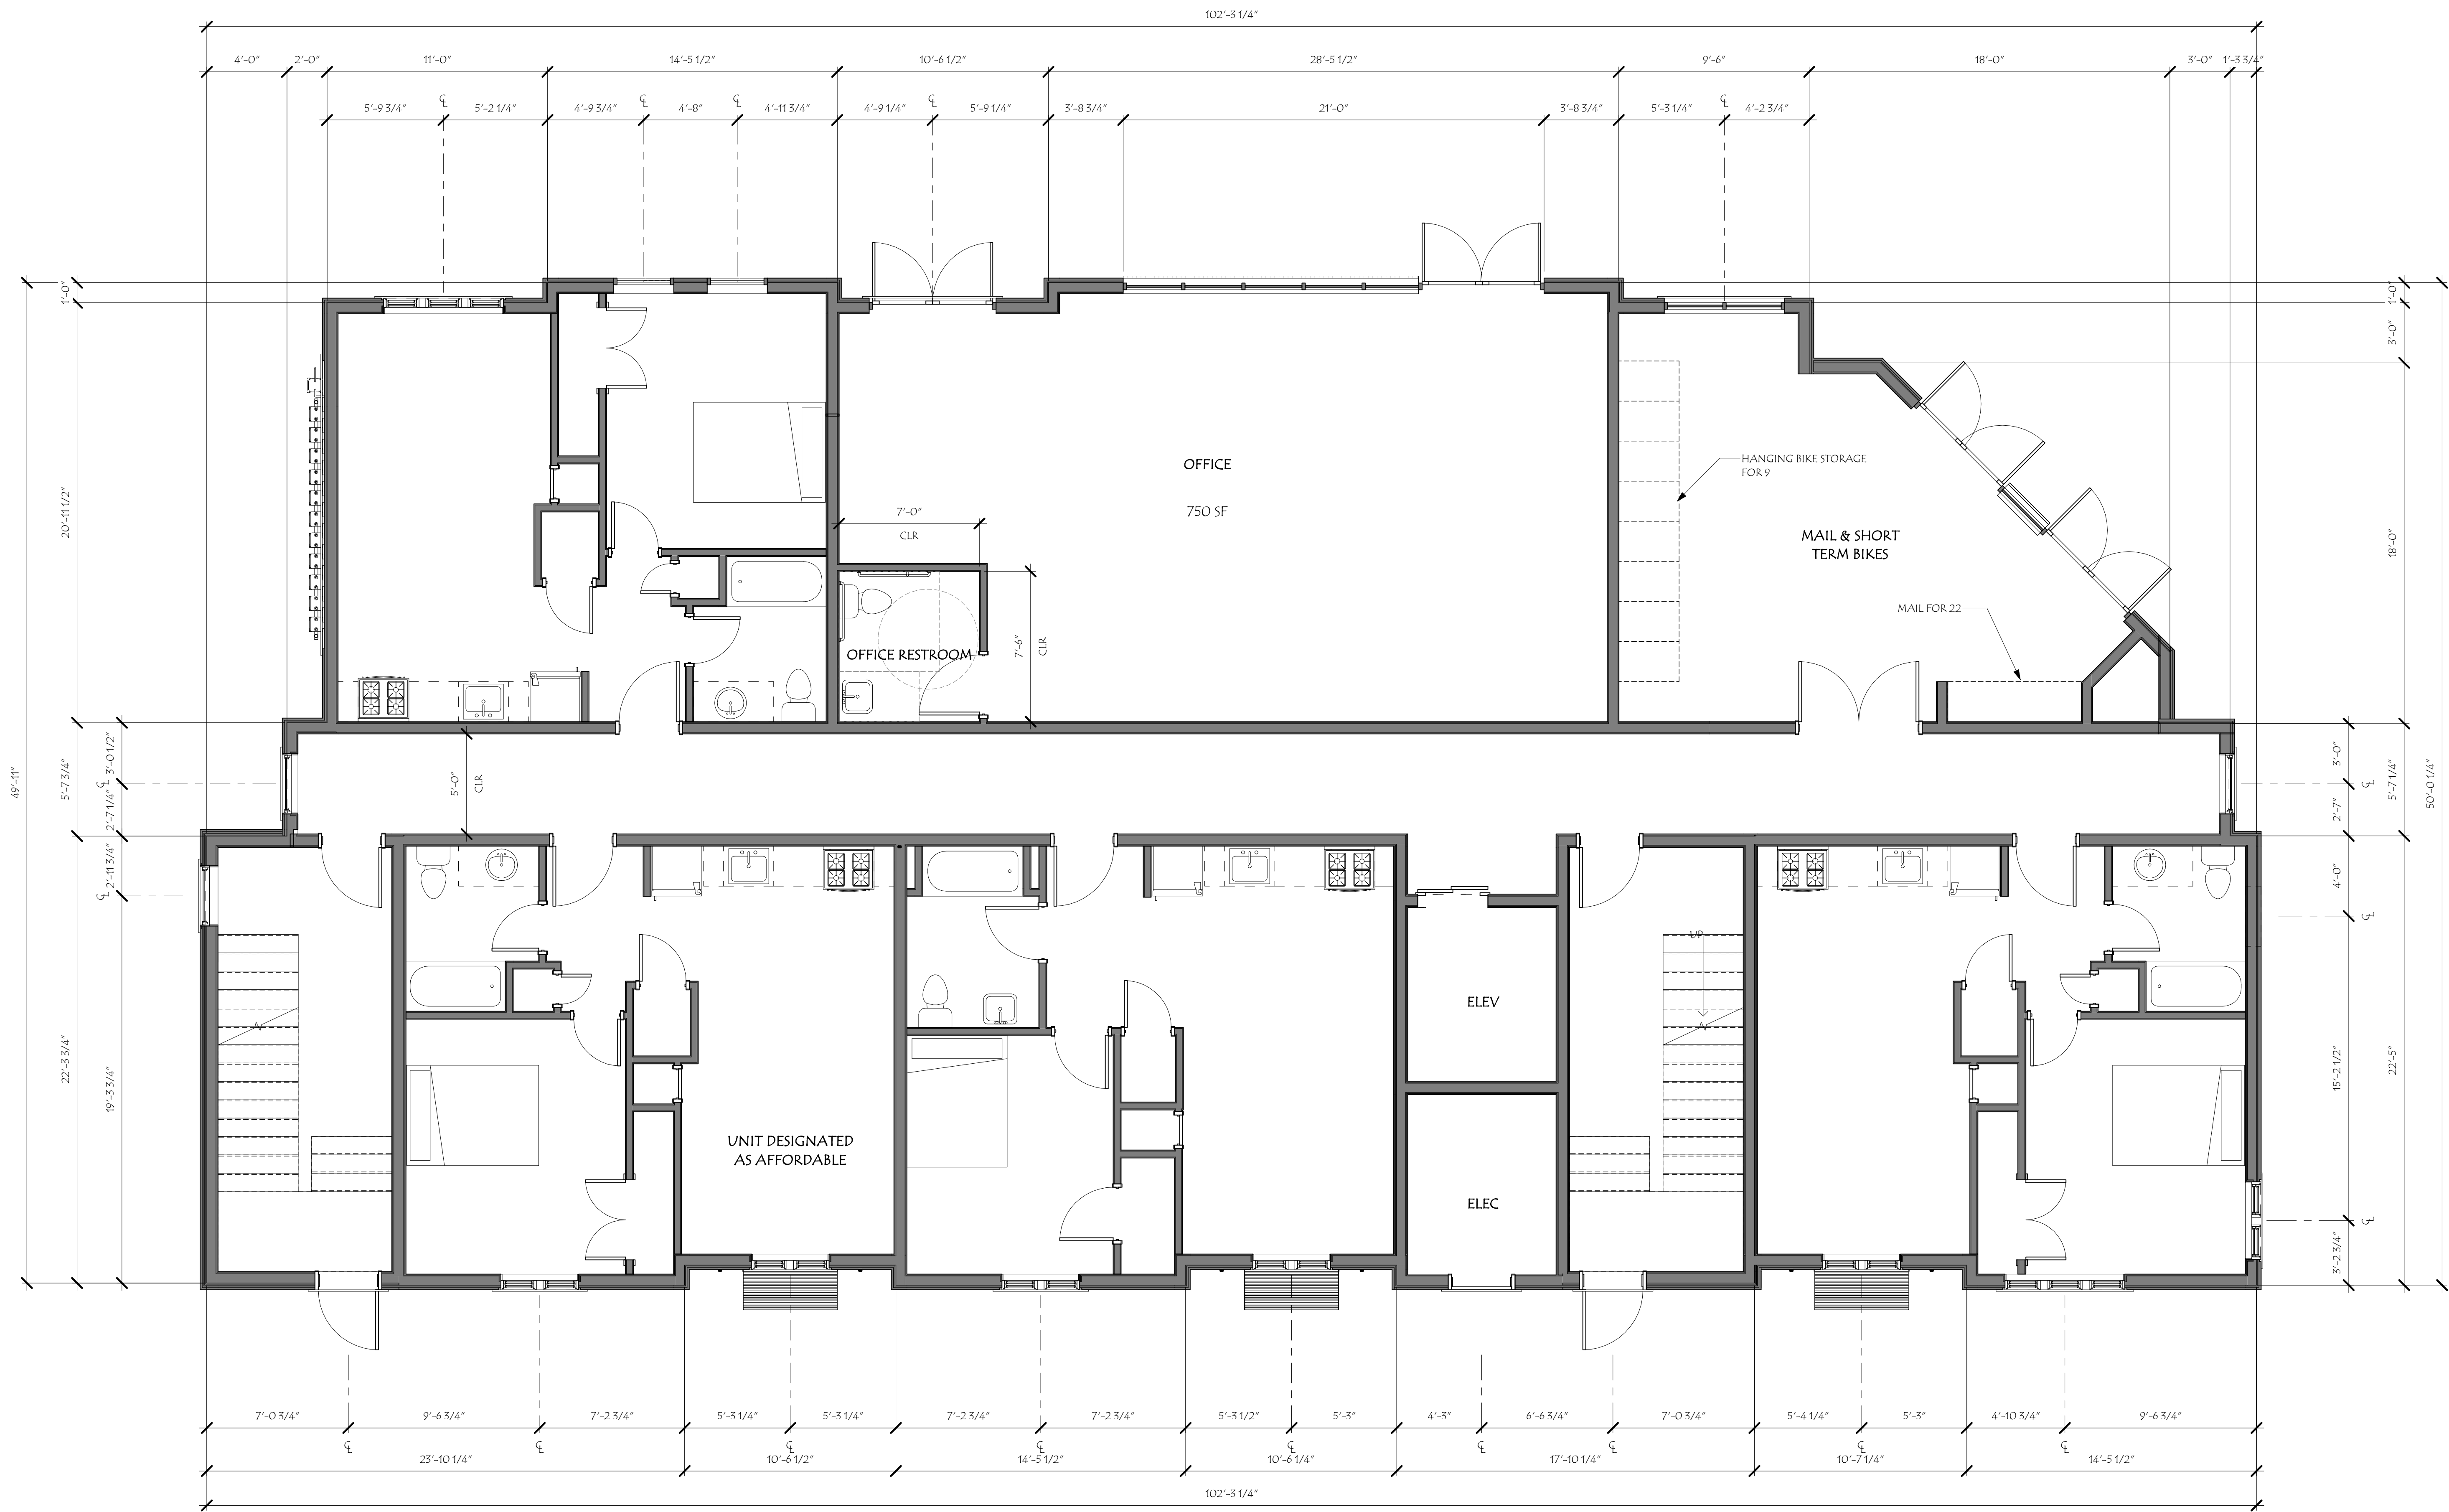 102'-3 1/4"
4'-0" 2'-0" 11'-0" 14'-5 1/2" 10'-6 1/2" 28'-5 1/2" 9'-6" 18'-0" 3'-0" 1'-3 3/4"
5'-9 3/4" ℄ 5'-2 1/4" 4'-9 3/4" ℄ 4'-8" ℄ 4'-11 3/4" 4'-9 1/4" ℄ 5'-9 1/4" 3'-8 3/4" 21'-0" 3'-8 3/4" 5'-3 1/4" ℄ 4'-2 3/4"
1'-0"
20'-11 1/2"
49'-11"
5'-7 3/4"
3'-0 1/2"
℄
2'-7 1/4"
2'-11 3/4"
℄
22'-3 3/4"
19'-3 3/4"
OFFICE
750 SF
7'-0"
CLR
OFFICE RESTROOM
7'-6"
CLR
HANGING BIKE STORAGE
FOR 9
MAIL & SHORT
TERM BIKES
MAIL FOR 22
5'-0"
CLR
UP
ELEV
ELEC
UNIT DESIGNATED
AS AFFORDABLE
1'-0"
3'-0"
18'-0"
3'-0"
℄
2'-7"
5'-7 1/4"
50'-0 1/4"
4'-0"
℄
15'-2 1/2"
22'-5"
℄
3'-2 3/4"
7'-0 3/4" 9'-6 3/4" 7'-2 3/4" 5'-3 1/4" 5'-3 1/4" 7'-2 3/4" 7'-2 3/4" 5'-3 1/2" 5'-3" 4'-3" 6'-6 3/4" 7'-0 3/4" 5'-4 1/4" 5'-3" 4'-10 3/4" 9'-6 3/4"
℄ ℄ ℄ ℄ ℄ ℄ ℄ ℄ ℄
23'-10 1/4" 10'-6 1/2" 14'-5 1/2" 10'-6 1/4" 17'-10 1/4" 10'-7 1/4" 14'-5 1/2"
102'-3 1/4"